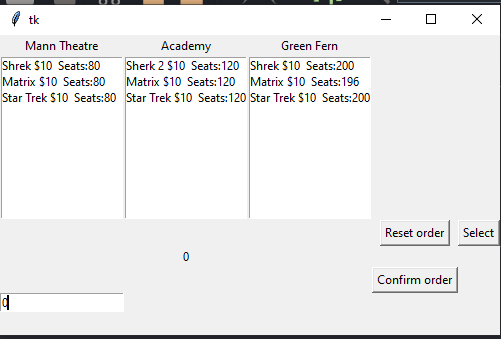 tk
Mann Theatre Academy Green Fern
Shrek $10 Seats:80 Sherk 2 $10 Seats:120 Shrek $10 Seats:200
Matrix $10 Seats:80 Matrix $10 Seats:120 Matrix $10 Seats:196
Star Trek $10 Seats:80 Star Trek $10 Seats:120 Star Trek $10 Seats:200
Reset order Select
0
Confirm order
0